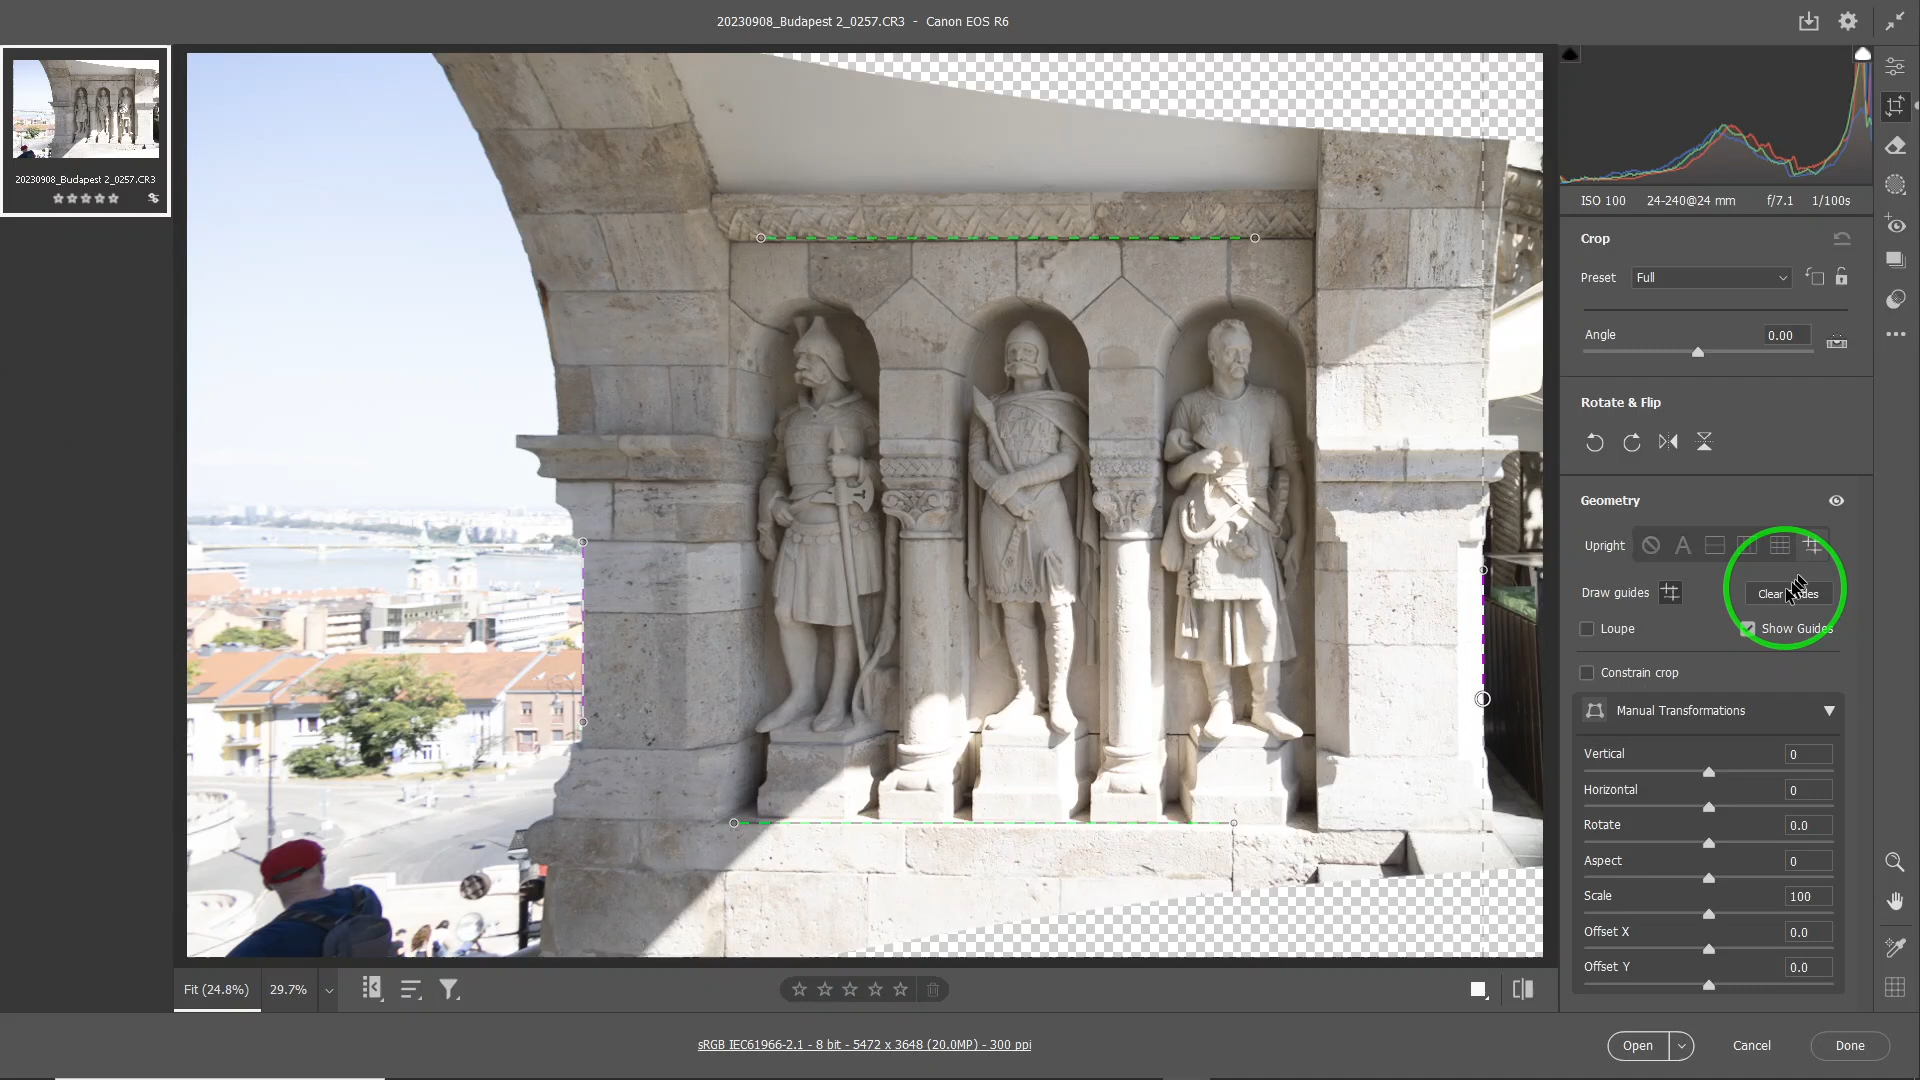 20230908_Budapest 2_0257.CR3 - Canon EOS R6
20230908_Budapest 2_0257.CR3
ISO 100 24-240@24 mm f/7.1 1/100s
Crop
Preset Full
Angle 0.00
Rotate & Flip
Geometry
Upright A
Draw guides Clear Guides
Loupe Show Guides
Constrain crop
Manual Transformations
Vertical 0
Horizontal 0
Rotate 0.0
Aspect 0
Scale 100
Offset X 0.0
Offset Y 0.0
Fit (24.8%) 29.7%
sRGB IEC61966-2.1 - 8 bit - 5472 x 3648 (20.0MP) - 300 ppi
Open Cancel Done